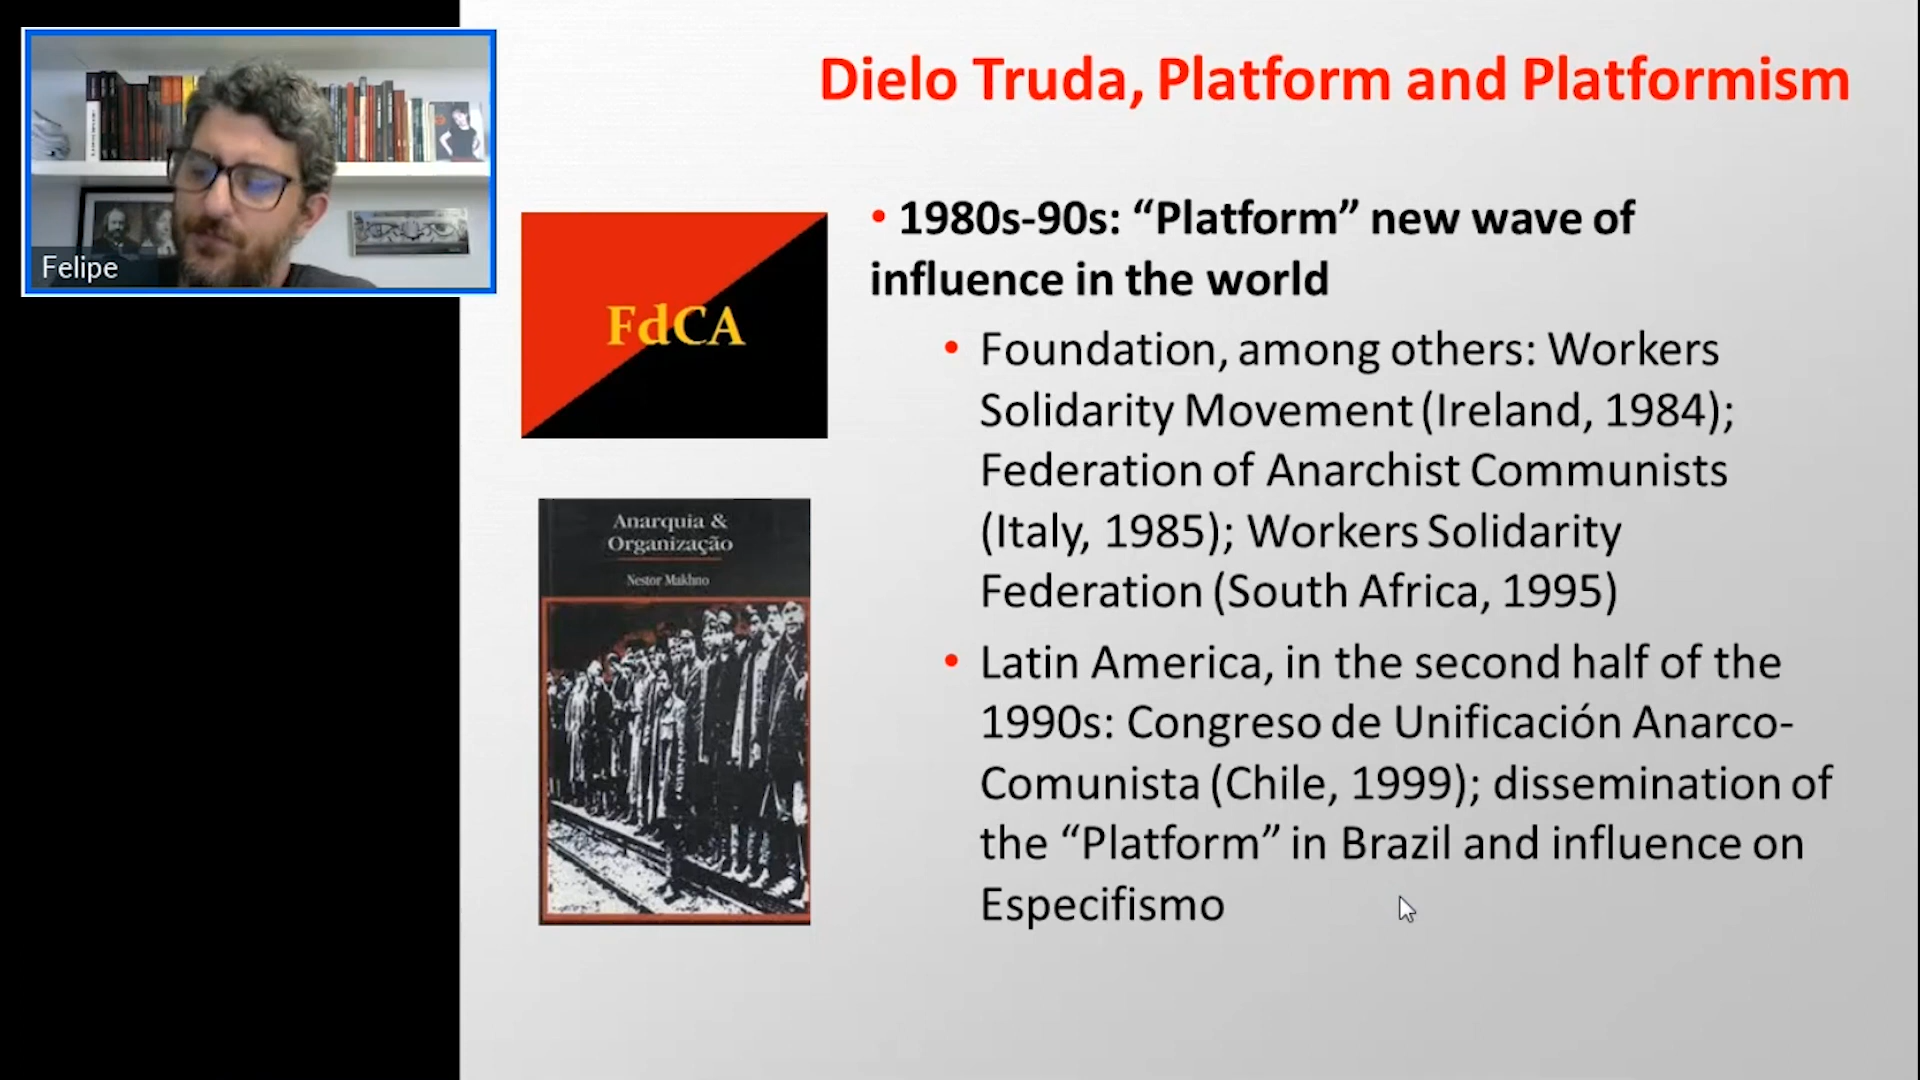 Dielo Truda, Platform and Platformism
Felipe
FdCA
Anarquia &
Organização
Nestor Makhno
• 1980s-90s: “Platform” new wave of
influence in the world
• Foundation, among others: Workers
Solidarity Movement (Ireland, 1984);
Federation of Anarchist Communists
(Italy, 1985); Workers Solidarity
Federation (South Africa, 1995)
• Latin America, in the second half of the
1990s: Congreso de Unificación Anarco-
Comunista (Chile, 1999); dissemination of
the “Platform” in Brazil and influence on
Especifismo